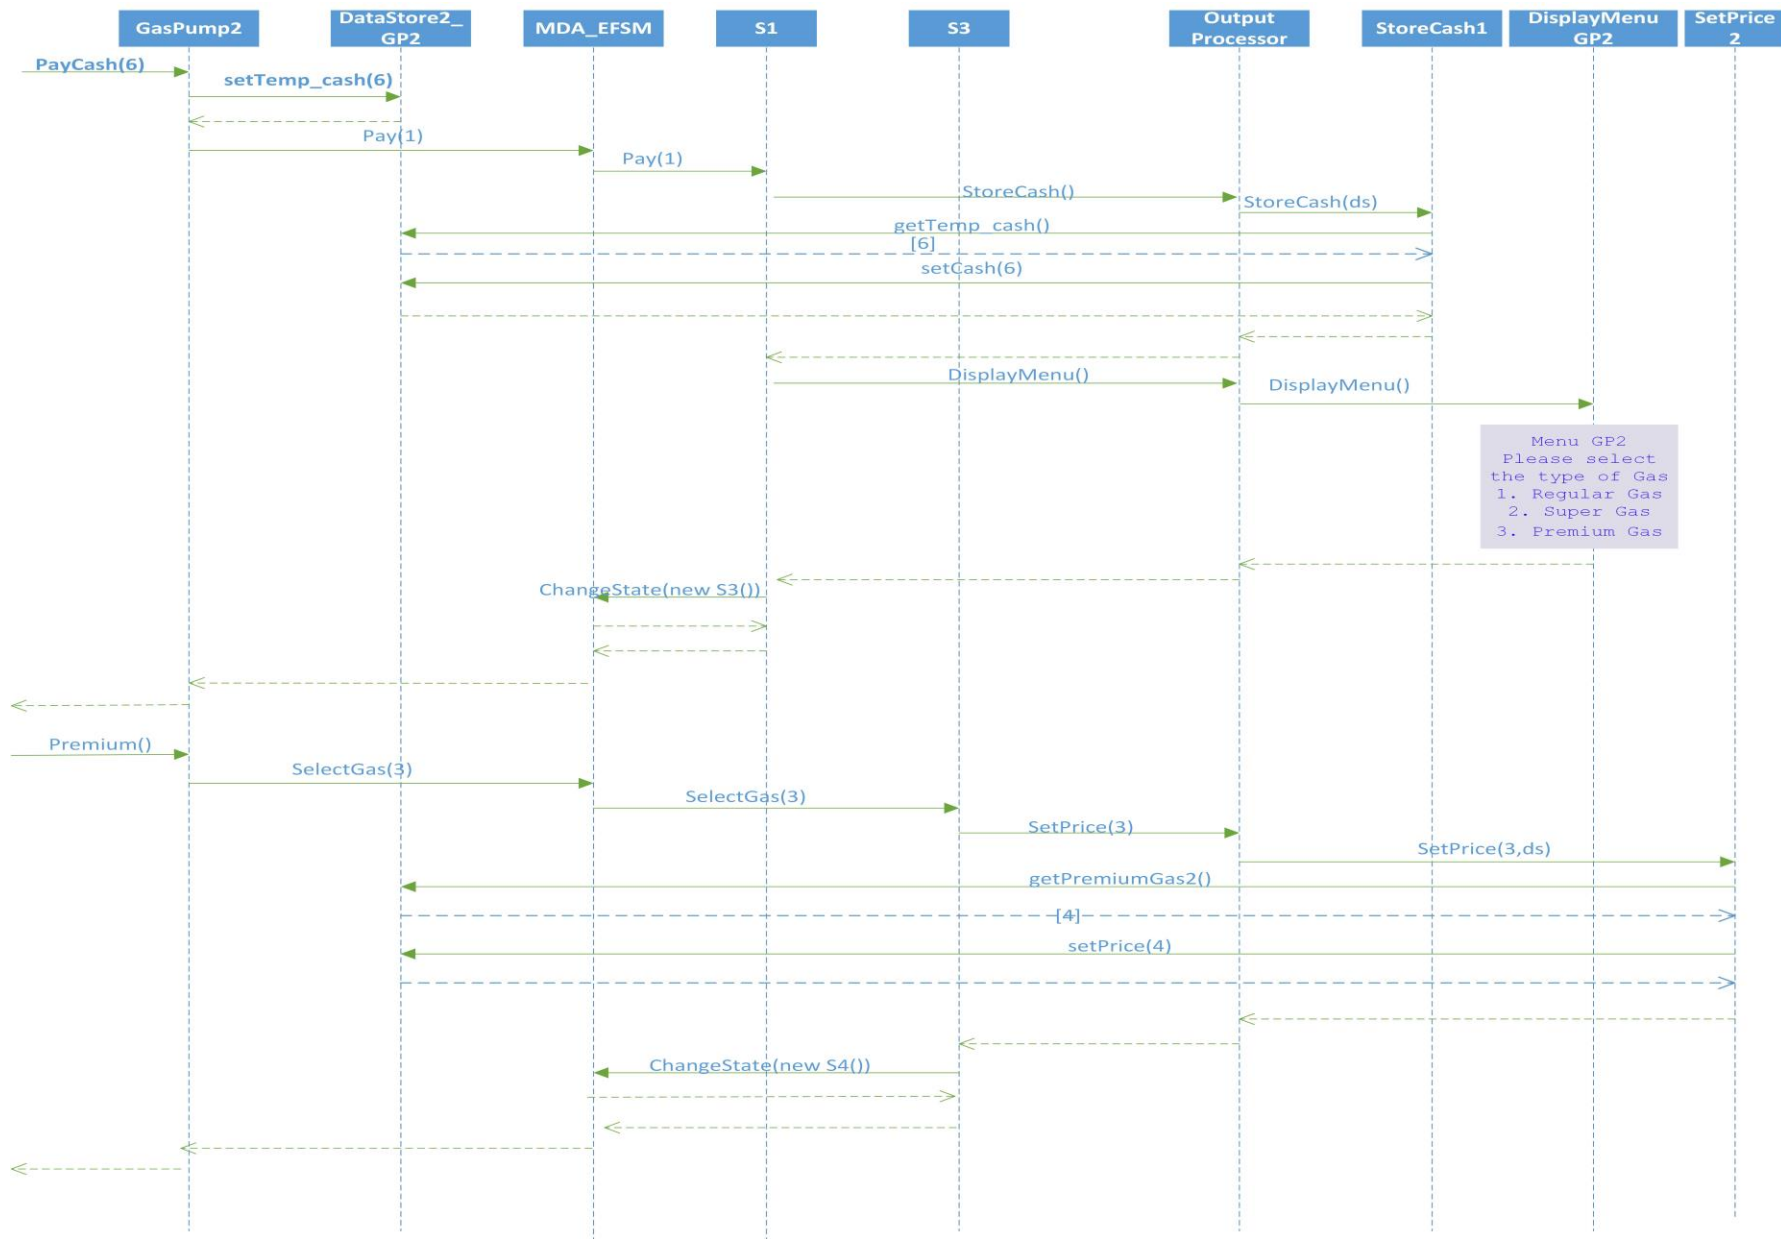 GasPump2
DataStore2_
GP2
MDA_EFSM
S1
S3
Output
Processor
StoreCash1
DisplayMenu
GP2
SetPrice
2
PayCash(6)
setTemp_cash(6)
Pay(1)
Pay(1)
StoreCash()
StoreCash(ds)
getTemp_cash()
[6]
setCash(6)
DisplayMenu()
DisplayMenu()
Menu GP2
Please select
the type of Gas
1. Regular Gas
2. Super Gas
3. Premium Gas
ChangeState(new S3())
Premium()
SelectGas(3)
SelectGas(3)
SetPrice(3)
SetPrice(3,ds)
getPremiumGas2()
[4]
setPrice(4)
ChangeState(new S4())